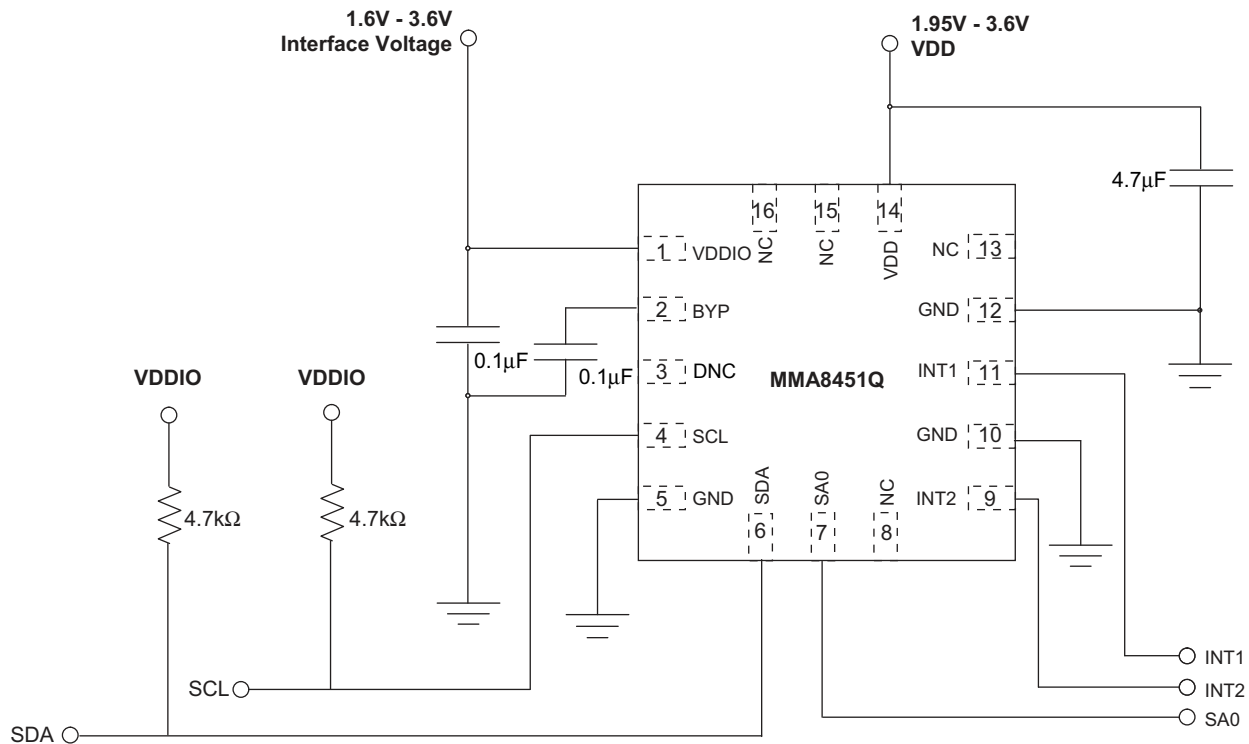 1.6V - 3.6V
Interface Voltage
1.95V - 3.6V
VDD
4.7μF
16
15
14
NC
NC
VDD
1
VDDIO
NC
13
2
BYP
GND
12
0.1μF
0.1μF
3
DNC
MMA8451Q
INT1
11
VDDIO
VDDIO
4
SCL
GND
10
4.7kΩ
4.7kΩ
5
GND
SDA
SA0
NC
INT2
9
6
7
8
INT1
SCL
INT2
SA0
SDA